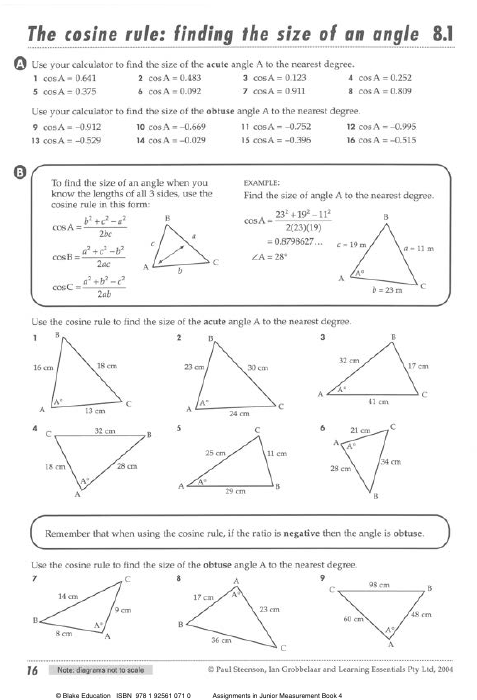 The cosine rule: finding the size of an angle 8.1
A Use your calculator to find the size of the acute angle A to the nearest degree.
1 cos A = 0.641 2 cos A = 0.483 3 cos A = 0.123 4 cos A = 0.252
5 cos A = 0.375 6 cos A = 0.092 7 cos A = 0.911 8 cos A = 0.809
Use your calculator to find the size of the obtuse angle A to the nearest degree.
9 cos A = -0.912 10 cos A = -0.669 11 cos A = -0.752 12 cos A = -0.995
13 cos A = -0.529 14 cos A = -0.029 15 cos A = -0.396 16 cos A = -0.515
B
To find the size of an angle when you
know the lengths of all 3 sides, use the
cosine rule in this form:
cosA = b² + c² – a² / 2bc
cosB = a² + c² – b² / 2ac
cosC = a² + b² – c² / 2ab
B
c
a
A
b
C
EXAMPLE:
Find the size of angle A to the nearest degree.
cosA = 23² + 19² – 11² / 2(23)(19)
= 0.8798627...
∠A = 28°
B
c = 19 m
a = 11 m
A
A°
C
b = 23 m
Use the cosine rule to find the size of the acute angle A to the nearest degree.
1
B
16 cm
18 cm
A°
A
13 cm
C
2
B
23 cm
30 cm
A°
A
24 cm
C
3
B
32 cm
17 cm
A
A°
C
41 cm
4
C
32 cm
B
18 cm
28 cm
A°
A
5
C
25 cm
11 cm
A
A°
B
29 cm
6
21 cm
C
A
A°
28 cm
34 cm
B
Remember that when using the cosine rule, if the ratio is negative then the angle is obtuse.
Use the cosine rule to find the size of the obtuse angle A to the nearest degree.
7
C
14 cm
9 cm
B
A°
8 cm
A
8
A
17 cm
A°
23 cm
B
36 cm
C
9
98 cm
C
B
60 cm
48 cm
A°
A
16 Note: diagrams not to scale © Paul Steenson, Ian Grobbelaar and Learning Essentials Pty Ltd, 2004
© Blake Education ISBN 978 1 92561 071 0 Assignments in Junior Measurement Book 4